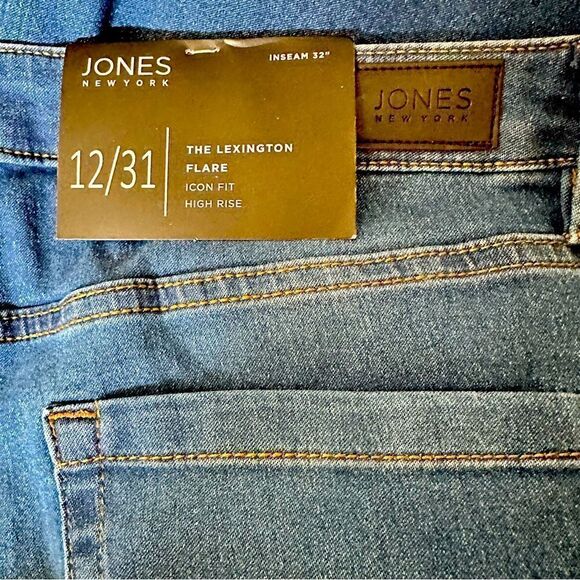 JONES
NEW YORK
INSEAM 32"
12/31
THE LEXINGTON
FLARE
ICON FIT
HIGH RISE
JONES
NEW YORK